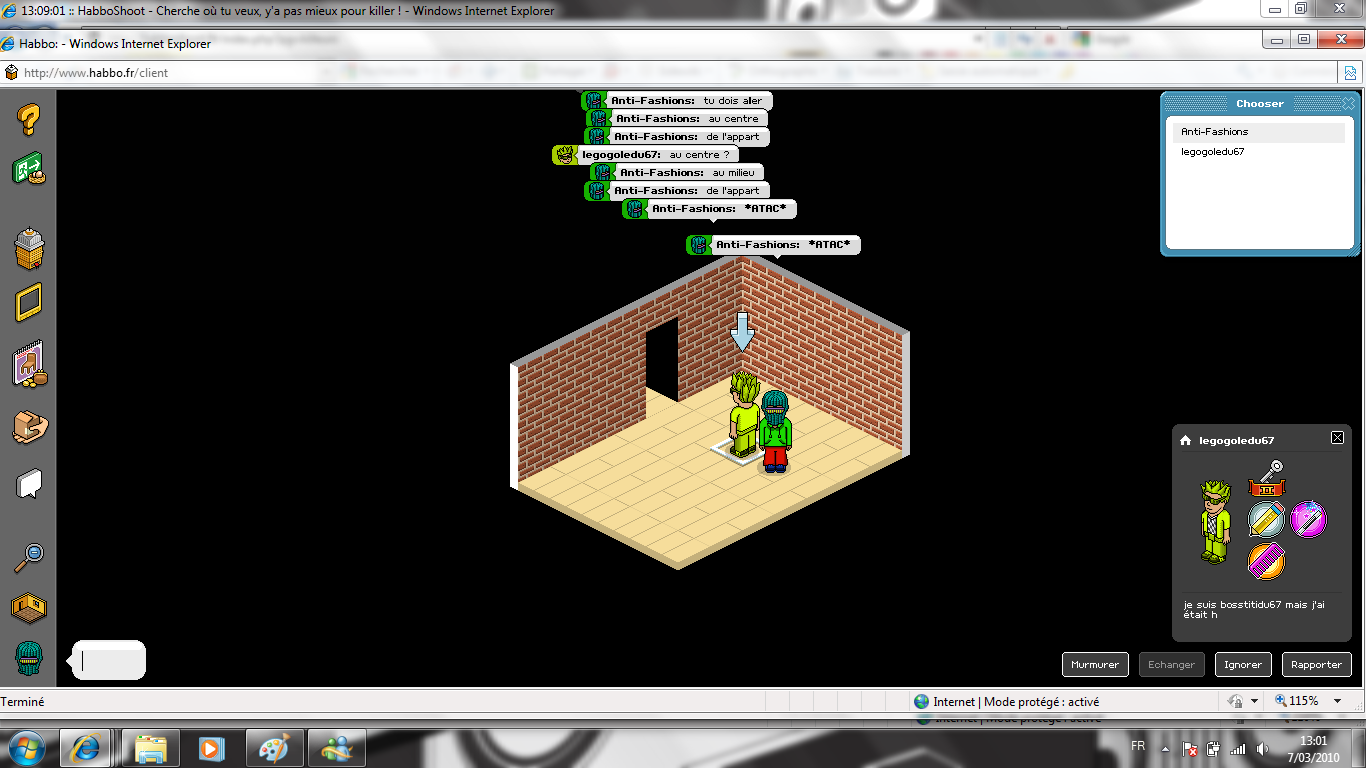 13:09:01 :: HabboShoot - Cherche où tu veux, y'a pas mieux pour killer ! - Windows Internet Explorer
Habbo: - Windows Internet Explorer
http://www.habbo.fr/client
Anti-Fashions: tu dois aler
Anti-Fashions: au centre
Anti-Fashions: de l'appart
legogoledu67: au centre ?
Anti-Fashions: au milieu
Anti-Fashions: de l'appart
Anti-Fashions: *ATAC*
Anti-Fashions: *ATAC*
Chooser
Anti-Fashions
legogoledu67
legogoledu67
je suis bosstitidu67 mais j'ai
était h
Murmurer
Echanger
Ignorer
Rapporter
Terminé
Internet | Mode protégé : activé
115%
Internet | Mode protégé : activé
FR
13:01
7/03/2010